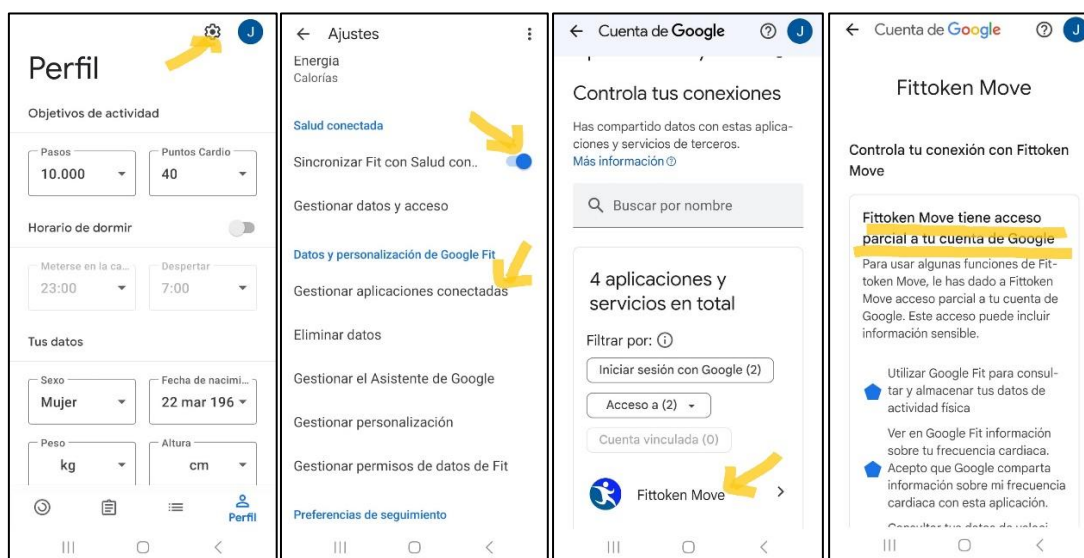 J
Perfil
Objetivos de actividad
Pasos
Puntos Cardio
10.000
40
Horario de dormir
Meterse en la ca...
Despertar
23:00
7:00
Tus datos
Sexo
Fecha de nacimi...
Mujer
22 mar 196
Peso
Altura
kg
cm
Perfil
Ajustes
Energía
Calorías
Salud conectada
Sincronizar Fit con Salud con..
Gestionar datos y acceso
Datos y personalización de Google Fit
Gestionar aplicaciones conectadas
Eliminar datos
Gestionar el Asistente de Google
Gestionar personalización
Gestionar permisos de datos de Fit
Preferencias de seguimiento
Cuenta de Google
J
Controla tus conexiones
Has compartido datos con estas aplica-
ciones y servicios de terceros.
Más información
Buscar por nombre
4 aplicaciones y
servicios en total
Filtrar por:
Iniciar sesión con Google (2)
Acceso a (2)
Cuenta vinculada (0)
Fittoken Move
Cuenta de Google
J
Fittoken Move
Controla tu conexión con Fittoken
Move
Fittoken Move tiene acceso
parcial a tu cuenta de Google
Para usar algunas funciones de Fit-
token Move, le has dado a Fittoken
Move acceso parcial a tu cuenta de
Google. Este acceso puede incluir
información sensible.
Utilizar Google Fit para consul-
tar y almacenar tus datos de
actividad física
Ver en Google Fit información
sobre tu frecuencia cardiaca.
Acepto que Google comparta
información sobre mi frecuencia
cardiaca con esta aplicación.